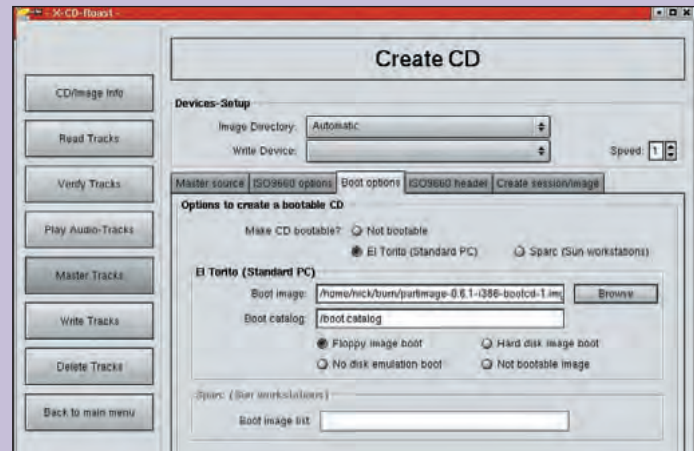 - X-CD-Roast -
Create CD
CD/Image Info
Read Tracks
Verify Tracks
Play Audio-Tracks
Master Tracks
Write Tracks
Delete Tracks
Back to main menu
Devices-Setup
Image Directory: Automatic
Write Device: Speed: 1
Master source ISO9660 options Boot options ISO9660 header Create session/image
Options to create a bootable CD
Make CD bootable? Not bootable
El Torito (Standard PC) Sparc (Sun workstations)
El Torito (Standard PC)
Boot image: /home/nick/burn/partimage-0.6.1-i386-bootcd-1.img Browse
Boot catalog: /boot.catalog
Floppy image boot Hard disk image boot
No disk emulation boot Not bootable image
Sparc (Sun workstations)
Boot image list: